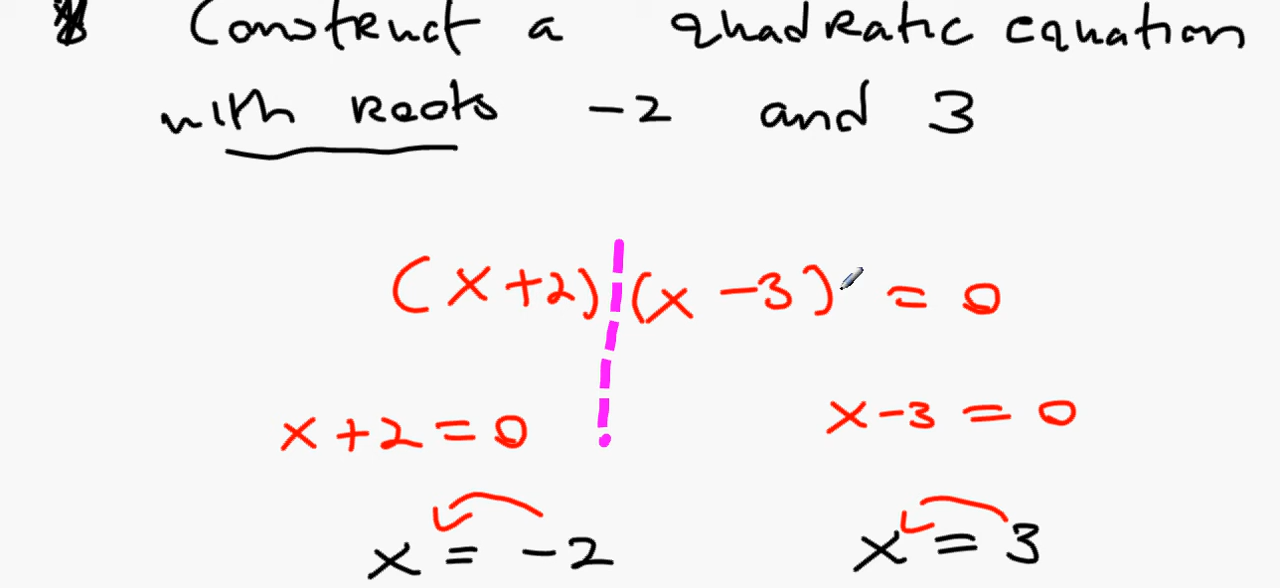 Construct a quadratic equation
with roots -2 and 3
(x+2) (x-3) = 0
x+2=0 x-3=0
x = -2 x = 3